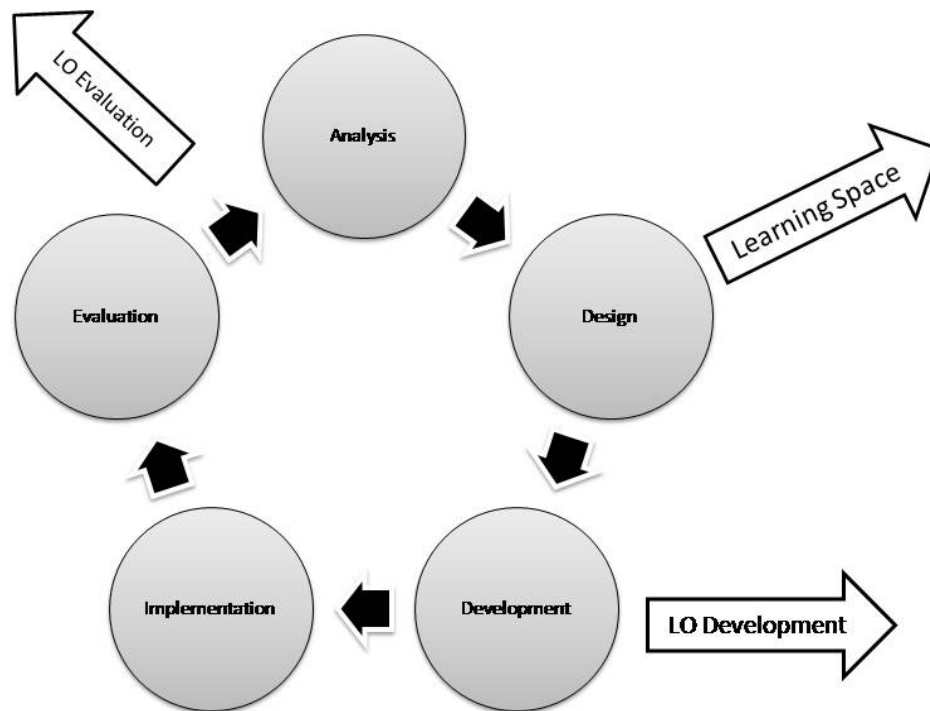 LO Evaluation
Analysis
Learning Space
Evaluation
Design
Implementation
Development
LO Development